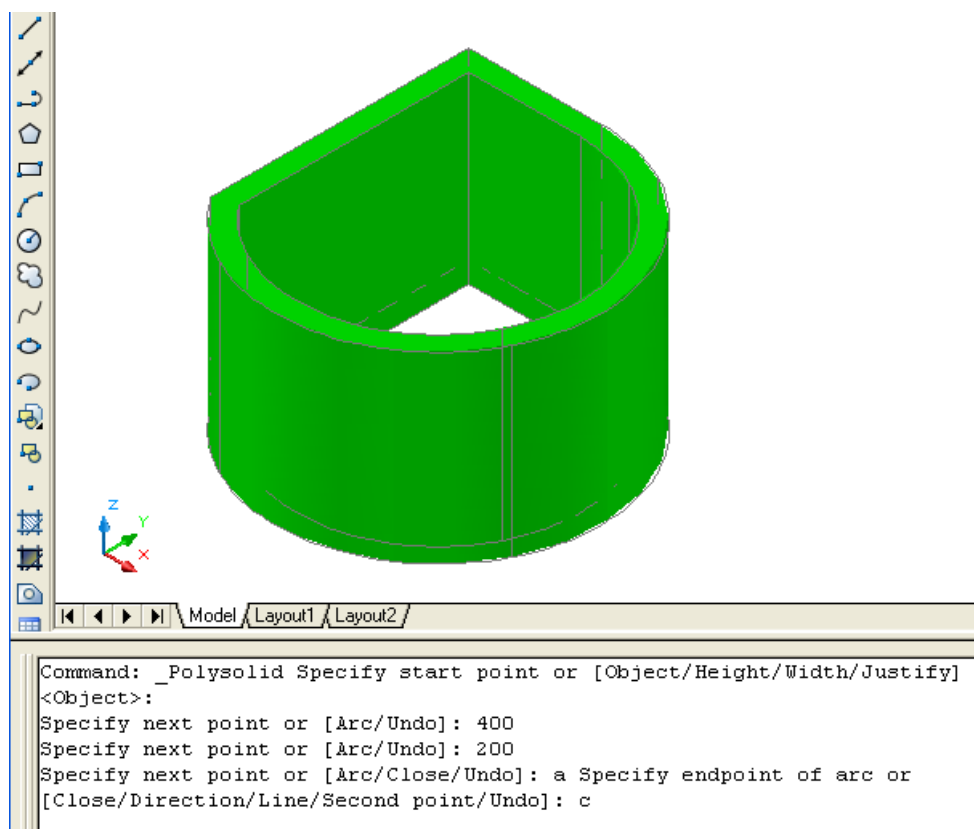 Z
Y
X
Model Layout1 Layout2
Command: _Polysolid Specify start point or [Object/Height/Width/Justify]
<Object>:
Specify next point or [Arc/Undo]: 400
Specify next point or [Arc/Undo]: 200
Specify next point or [Arc/Close/Undo]: a Specify endpoint of arc or
[Close/Direction/Line/Second point/Undo]: c